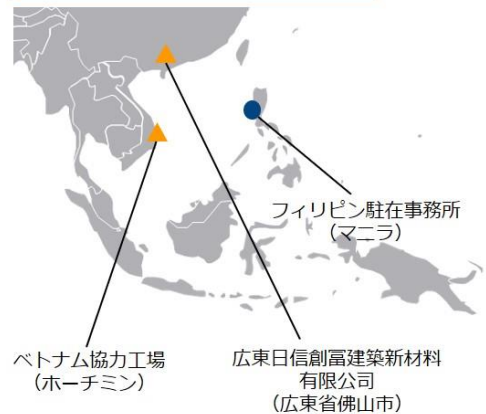 フィリピン駐在事務所
（マニラ）
ベトナム協力工場
（ホーチミン）
広東日信創冨建築新材料
有限公司
（広東省佛山市）